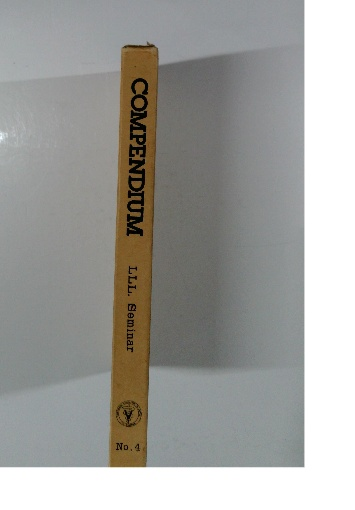 COMPENDIUM
L.L.L. Seminar
No. 4